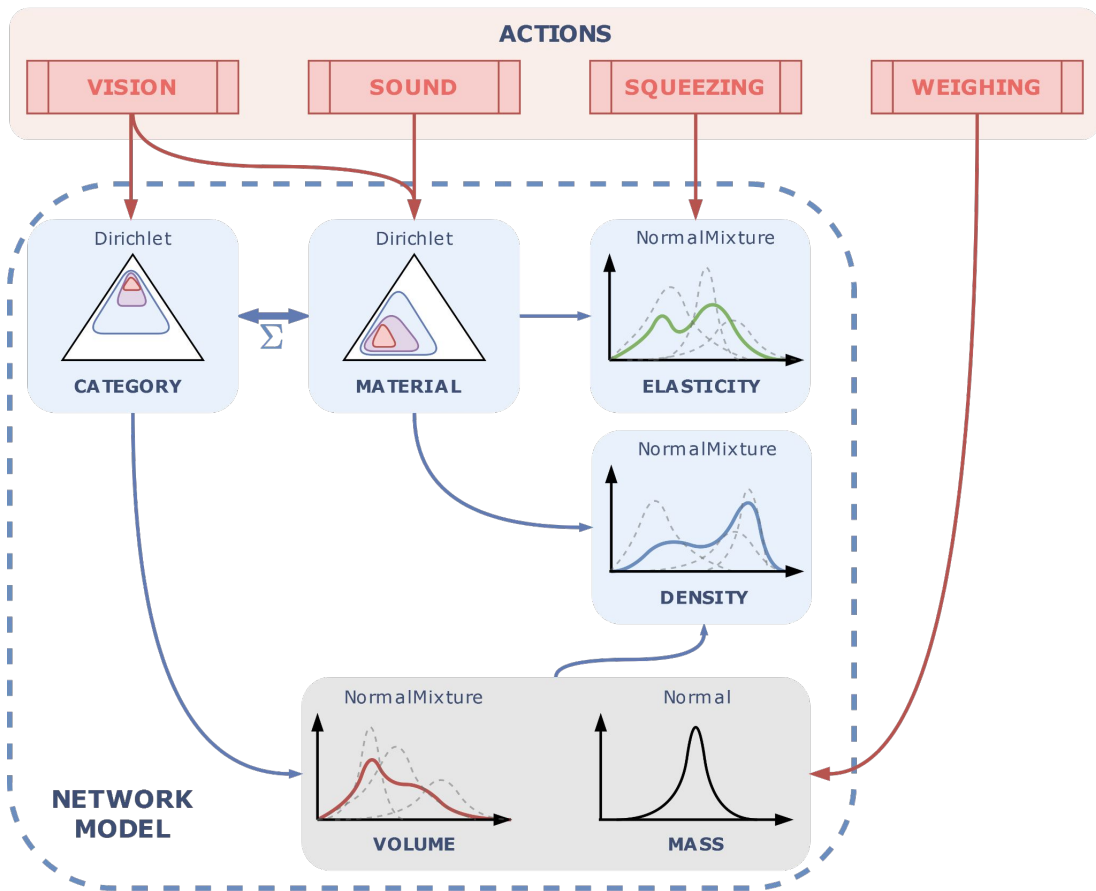 ACTIONS
VISION
SOUND
SQUEEZING
WEIGHING
Dirichlet
CATEGORY
Σ
Dirichlet
MATERIAL
NormalMixture
ELASTICITY
NormalMixture
DENSITY
NormalMixture
VOLUME
Normal
MASS
NETWORK
MODEL